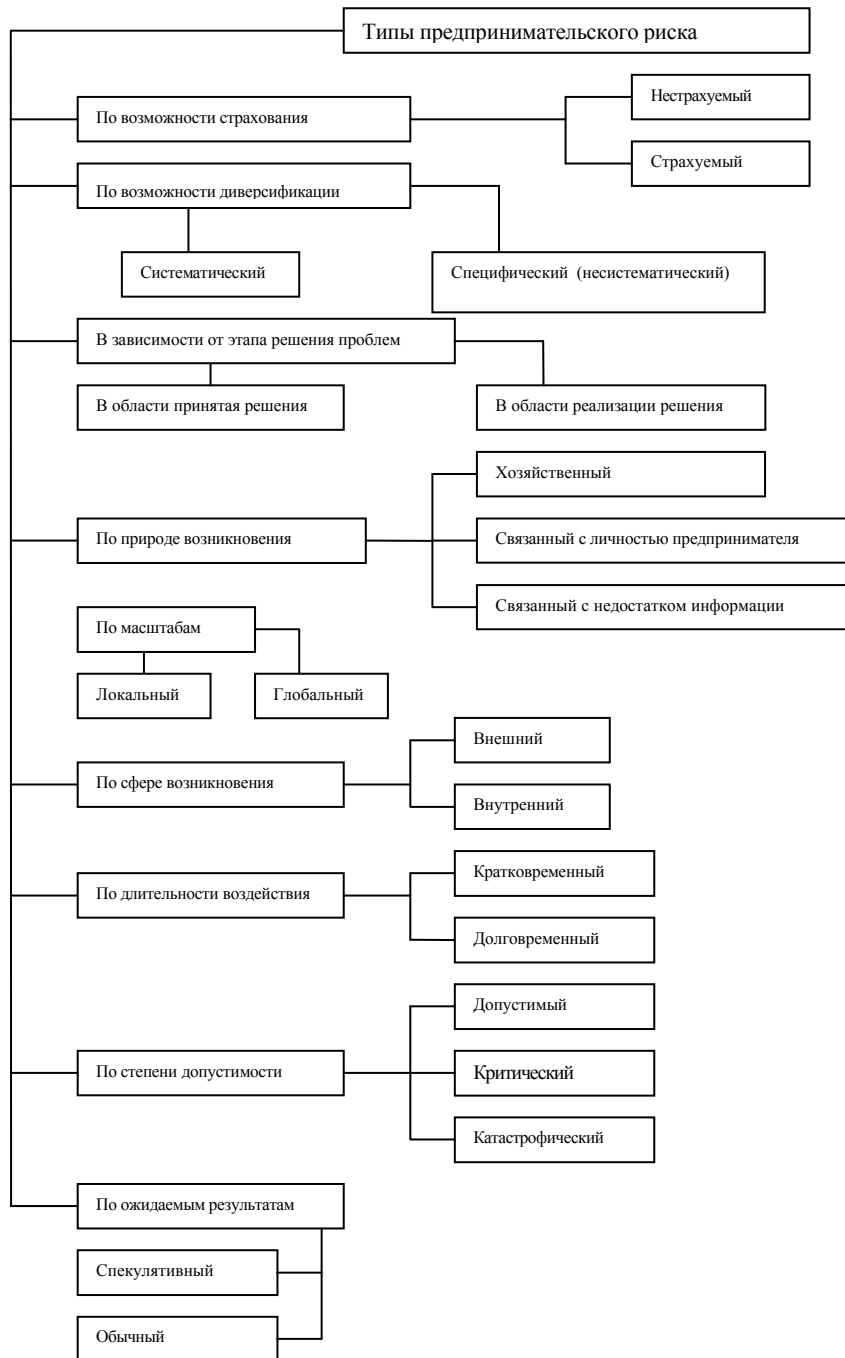 Типы предпринимательского риска
По возможности страхования
Нестрахуемый
Страхуемый
По возможности диверсификации
Систематический
Специфический (несистематический)
В зависимости от этапа решения проблем
В области принятая решения
В области реализации решения
По природе возникновения
Хозяйственный
Связанный с личностью предпринимателя
Связанный с недостатком информации
По масштабам
Локальный
Глобальный
По сфере возникновения
Внешний
Внутренний
По длительности воздействия
Кратковременный
Долговременный
По степени допустимости
Допустимый
Критический
Катастрофический
По ожидаемым результатам
Спекулятивный
Обычный